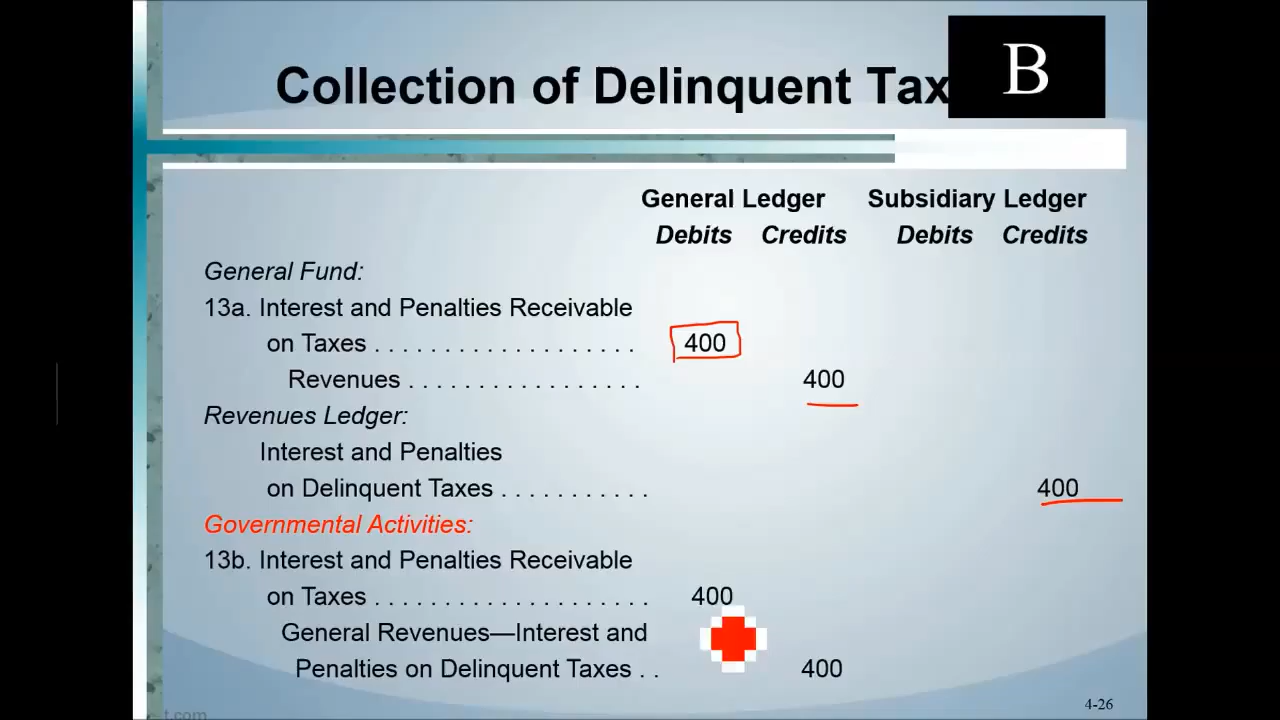 B
Collection of Delinquent Tax
General Ledger Subsidiary Ledger
Debits Credits Debits Credits
General Fund:
13a. Interest and Penalties Receivable
on Taxes . . . . . . . . . . . . . . . . . . . 400
Revenues . . . . . . . . . . . . . . . . . 400
Revenues Ledger:
Interest and Penalties
on Delinquent Taxes . . . . . . . . . . . 400
Governmental Activities:
13b. Interest and Penalties Receivable
on Taxes . . . . . . . . . . . . . . . . . . . . 400
General Revenues—Interest and
Penalties on Delinquent Taxes . . 400
4-26
t.com